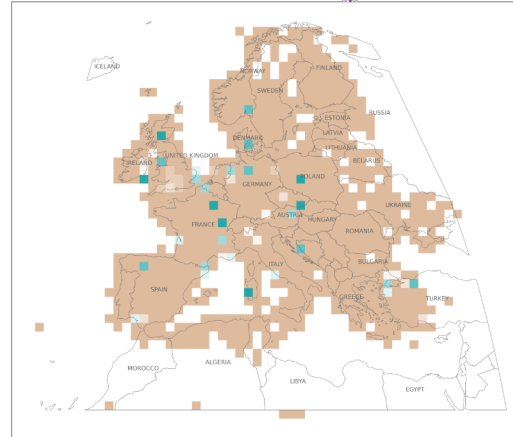 ICELAND
NORWAY
FINLAND
SWEDEN
RUSSIA
ESTONIA
LATVIA
DENMARK
LITHUANIA
UNITED KINGDOM
IRELAND
BELARUS
POLAND
GERMANY
UKRAINE
AUSTRIA
HUNGARY
FRANCE
ROMANIA
ITALY
BULGARIA
SPAIN
GREECE
TURKEY
ALGERIA
MOROCCO
LIBYA
EGYPT